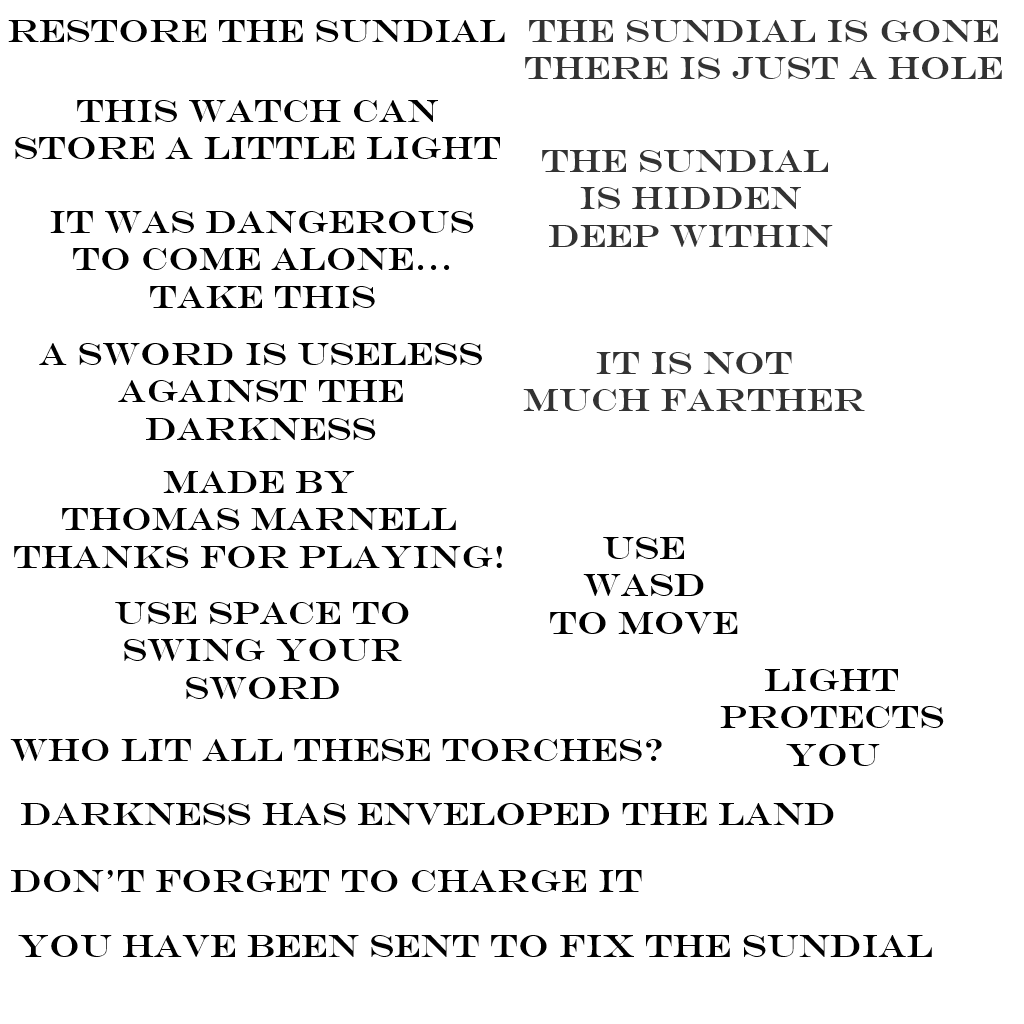 RESTORE THE SUNDIAL
THE SUNDIAL IS GONE
THERE IS JUST A HOLE
THIS WATCH CAN
STORE A LITTLE LIGHT
THE SUNDIAL
IS HIDDEN
DEEP WITHIN
IT WAS DANGEROUS
TO COME ALONE...
TAKE THIS
A SWORD IS USELESS
AGAINST THE
DARKNESS
IT IS NOT
MUCH FARTHER
MADE BY
THOMAS MARNELL
THANKS FOR PLAYING!
USE
WASD
TO MOVE
USE SPACE TO
SWING YOUR
SWORD
LIGHT
PROTECTS
YOU
WHO LIT ALL THESE TORCHES?
DARKNESS HAS ENVELOPED THE LAND
DON'T FORGET TO CHARGE IT
YOU HAVE BEEN SENT TO FIX THE SUNDIAL